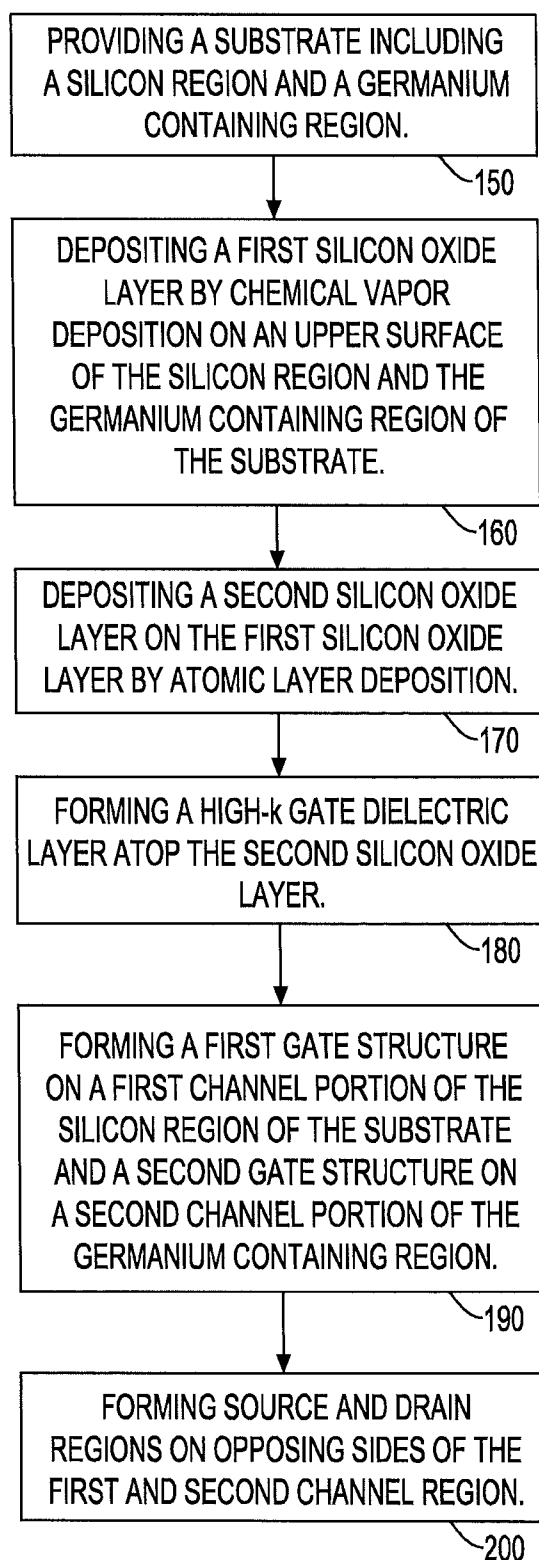 PROVIDING A SUBSTRATE INCLUDING
A SILICON REGION AND A GERMANIUM
CONTAINING REGION.
150
DEPOSITING A FIRST SILICON OXIDE
LAYER BY CHEMICAL VAPOR
DEPOSITION ON AN UPPER SURFACE
OF THE SILICON REGION AND THE
GERMANIUM CONTAINING REGION OF
THE SUBSTRATE.
160
DEPOSITING A SECOND SILICON OXIDE
LAYER ON THE FIRST SILICON OXIDE
LAYER BY ATOMIC LAYER DEPOSITION.
170
FORMING A HIGH-k GATE DIELECTRIC
LAYER ATOP THE SECOND SILICON OXIDE
LAYER.
180
FORMING A FIRST GATE STRUCTURE
ON A FIRST CHANNEL PORTION OF THE
SILICON REGION OF THE SUBSTRATE
AND A SECOND GATE STRUCTURE ON
A SECOND CHANNEL PORTION OF THE
GERMANIUM CONTAINING REGION.
190
FORMING SOURCE AND DRAIN
REGIONS ON OPPOSING SIDES OF THE
FIRST AND SECOND CHANNEL REGION.
200